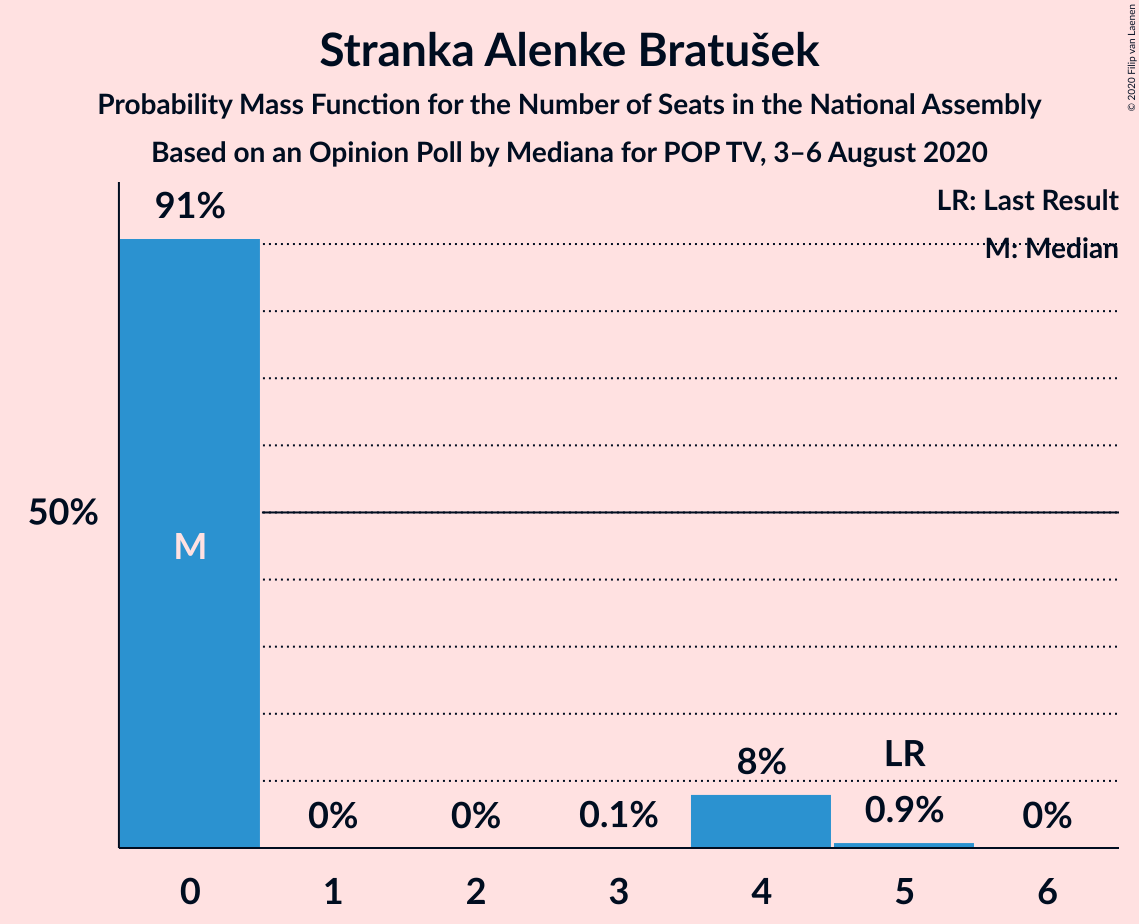 Stranka Alenke Bratušek
Probability Mass Function for the Number of Seats in the National Assembly
Based on an Opinion Poll by Mediana for POP TV, 3–6 August 2020
© 2020 Filip van Laenen
LR: Last Result
M: Median
91%
50%
M
0%
0%
0.1%
8%
LR
0.9%
0%
0
1
2
3
4
5
6